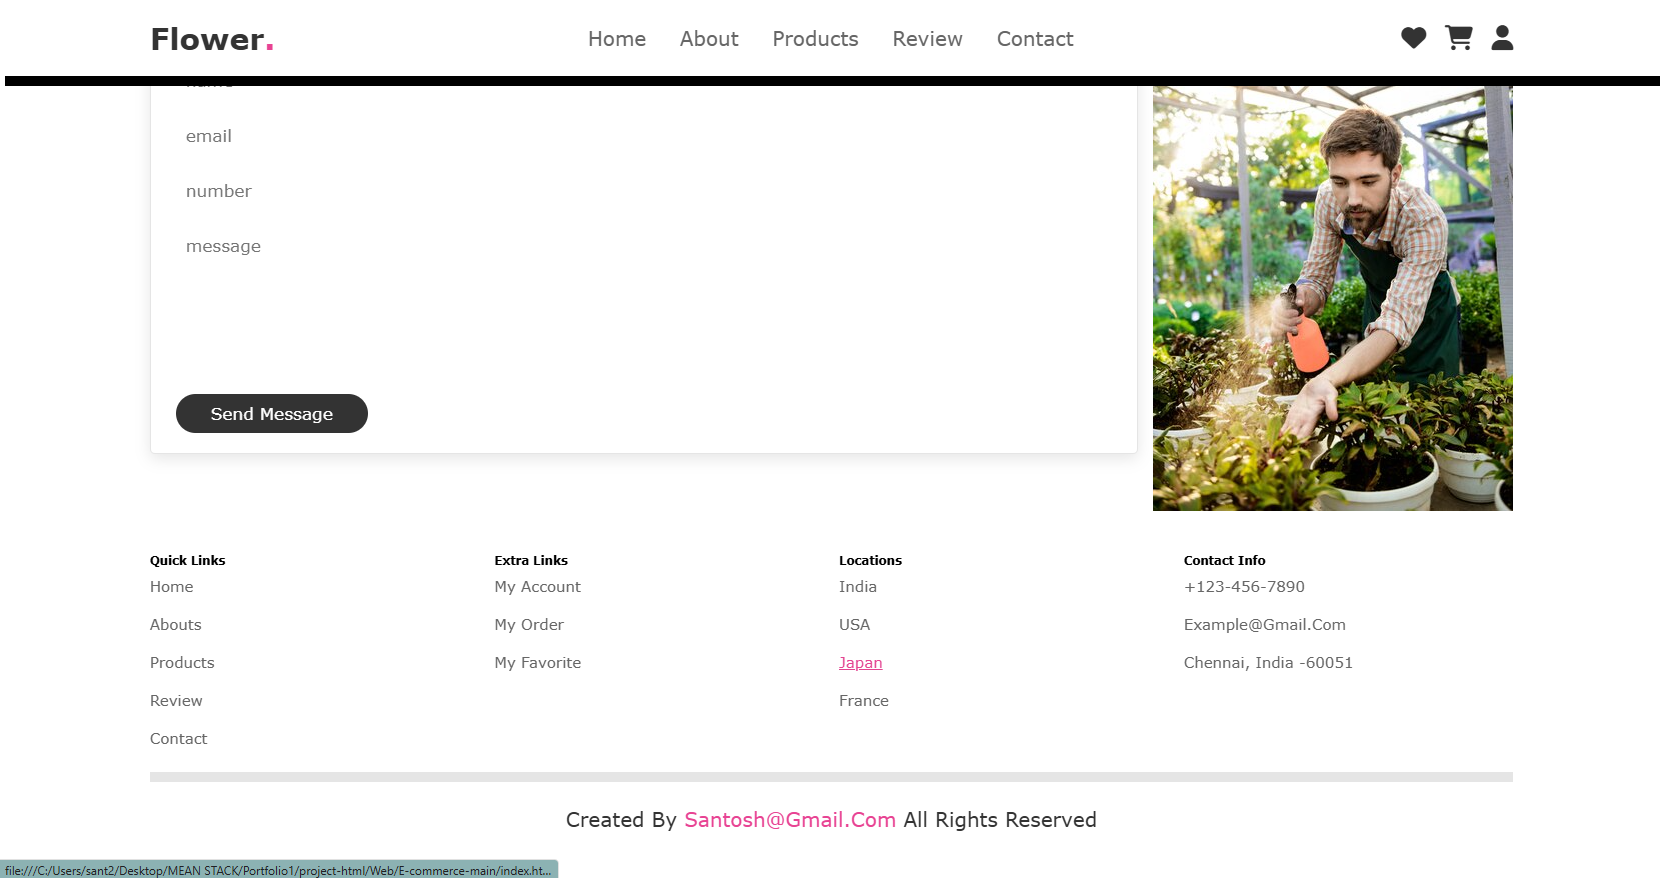 Flower.
Home About Products Review Contact
email
number
message
Send Message
Quick Links
Home
Abouts
Products
Review
Contact
Extra Links
My Account
My Order
My Favorite
Locations
India
USA
Japan
France
Contact Info
+123-456-7890
Example@Gmail.Com
Chennai, India -60051
Created By Santosh@Gmail.Com All Rights Reserved
file:///C:/Users/sant2/Desktop/MEAN STACK/Portfolio1/project-html/Web/E-commerce-main/index.ht...